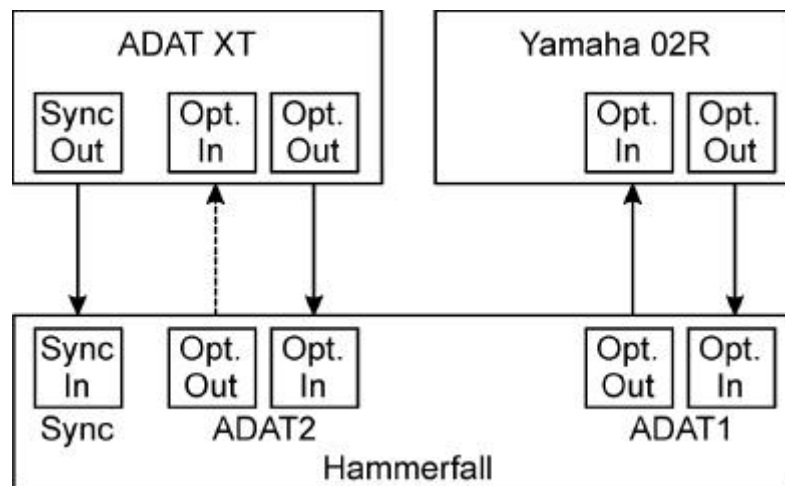 ADAT XT
Yamaha 02R
Sync
Out
Opt.
In
Opt.
Out
Opt.
In
Opt.
Out
Sync
In
Opt.
Out
Opt.
In
Opt.
Out
Opt.
In
Sync
ADAT2
ADAT1
Hammerfall